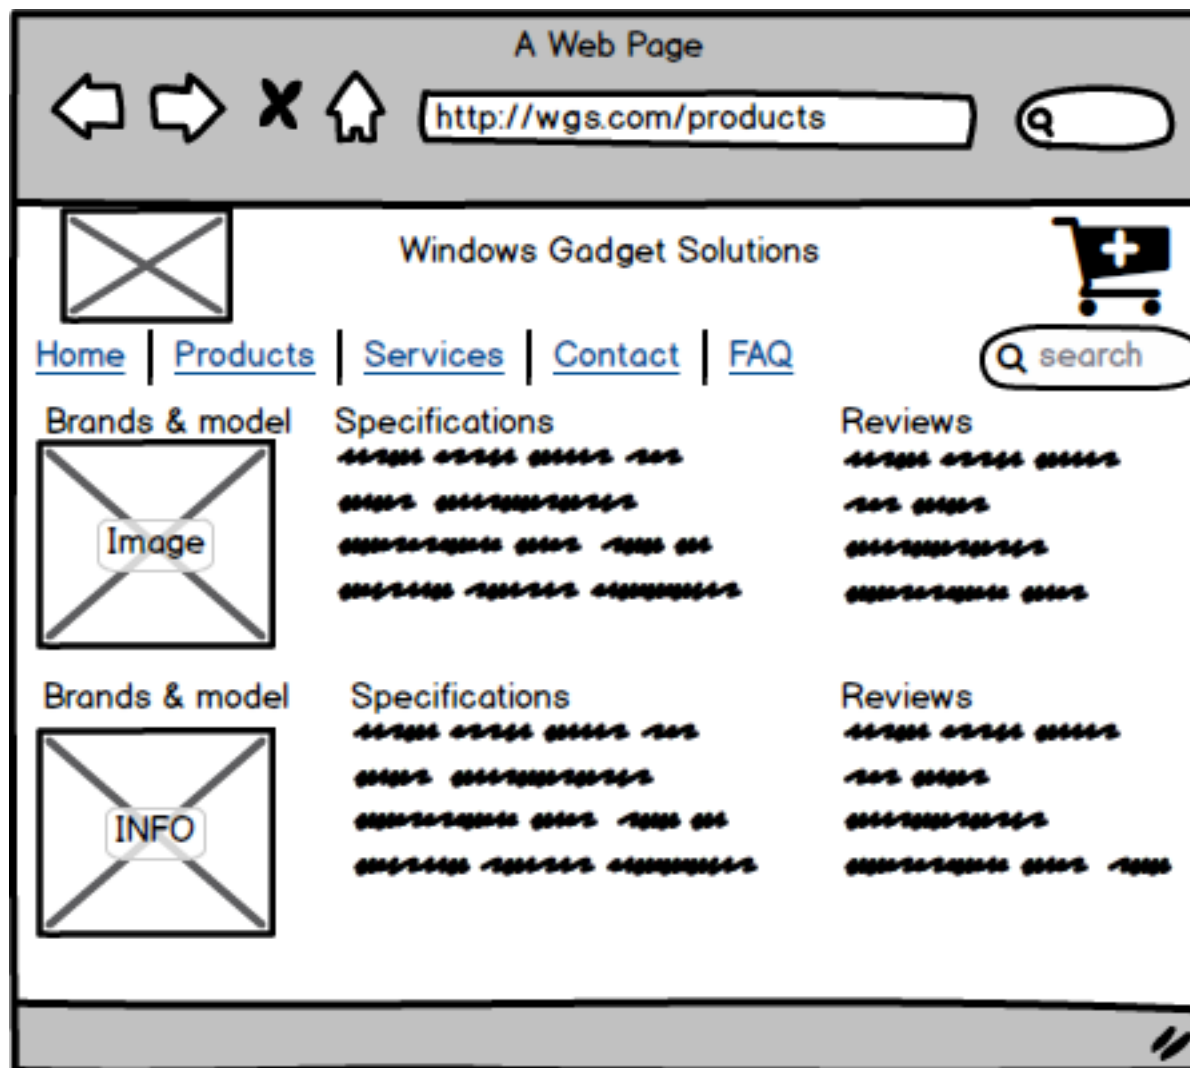 A Web Page
http://wgs.com/products
Windows Gadget Solutions
Home | Products | Services | Contact | FAQ
search
Brands & model Specifications Reviews
Image
Brands & model Specifications Reviews
INFO